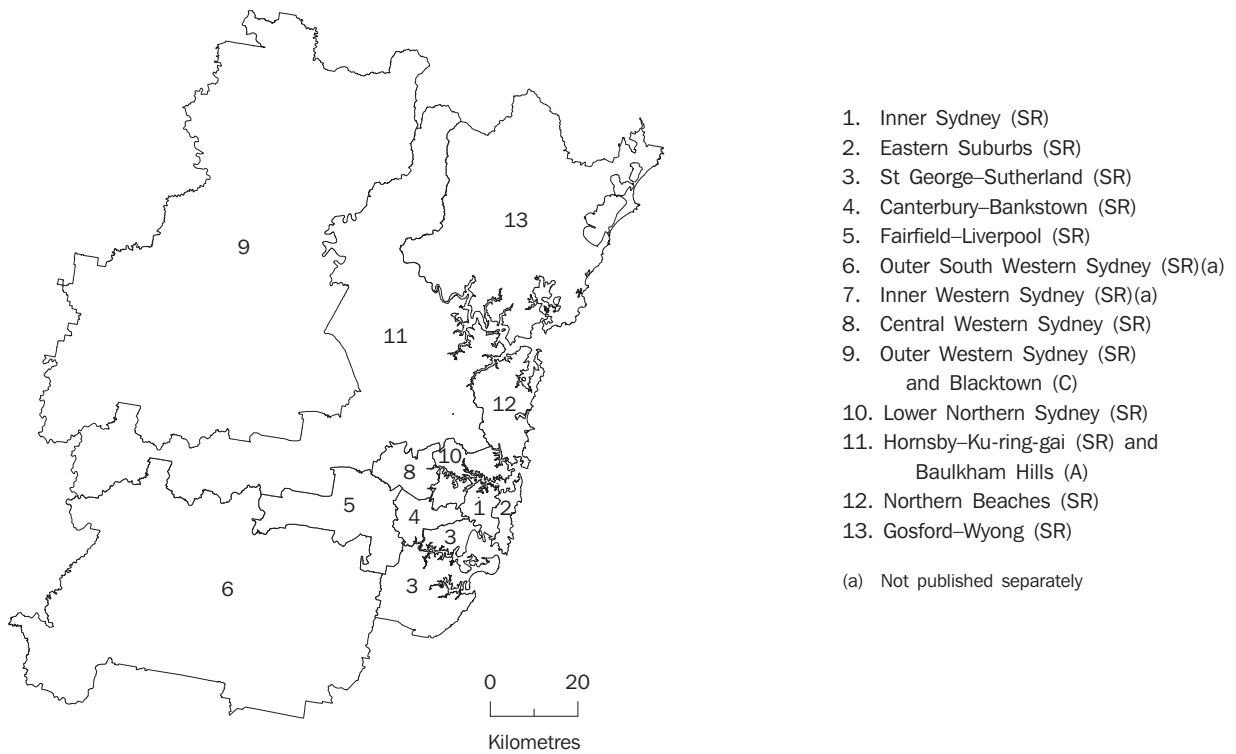 9
13
11
12
10
8
5
4
1
2
3
3
6
0 20
Kilometres
1. Inner Sydney (SR)
2. Eastern Suburbs (SR)
3. St George–Sutherland (SR)
4. Canterbury–Bankstown (SR)
5. Fairfield–Liverpool (SR)
6. Outer South Western Sydney (SR)(a)
7. Inner Western Sydney (SR)(a)
8. Central Western Sydney (SR)
9. Outer Western Sydney (SR)
and Blacktown (C)
10. Lower Northern Sydney (SR)
11. Hornsby–Ku-ring-gai (SR) and
Baulkham Hills (A)
12. Northern Beaches (SR)
13. Gosford–Wyong (SR)
(a) Not published separately